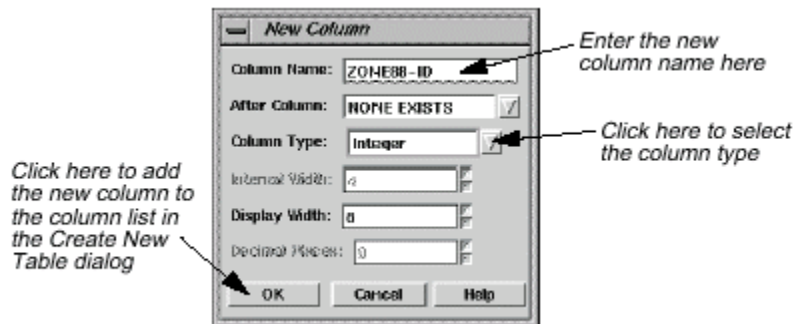 New Column
Column Name: ZONE88-ID
After Column: NONE EXISTS
Column Type: Integer
Internal Width: 4
Display Width: 8
Decimal Places: 0
OK Cancel Help
Enter the new
column name here
Click here to select
the column type
Click here to add
the new column to
the column list in
the Create New
Table dialog